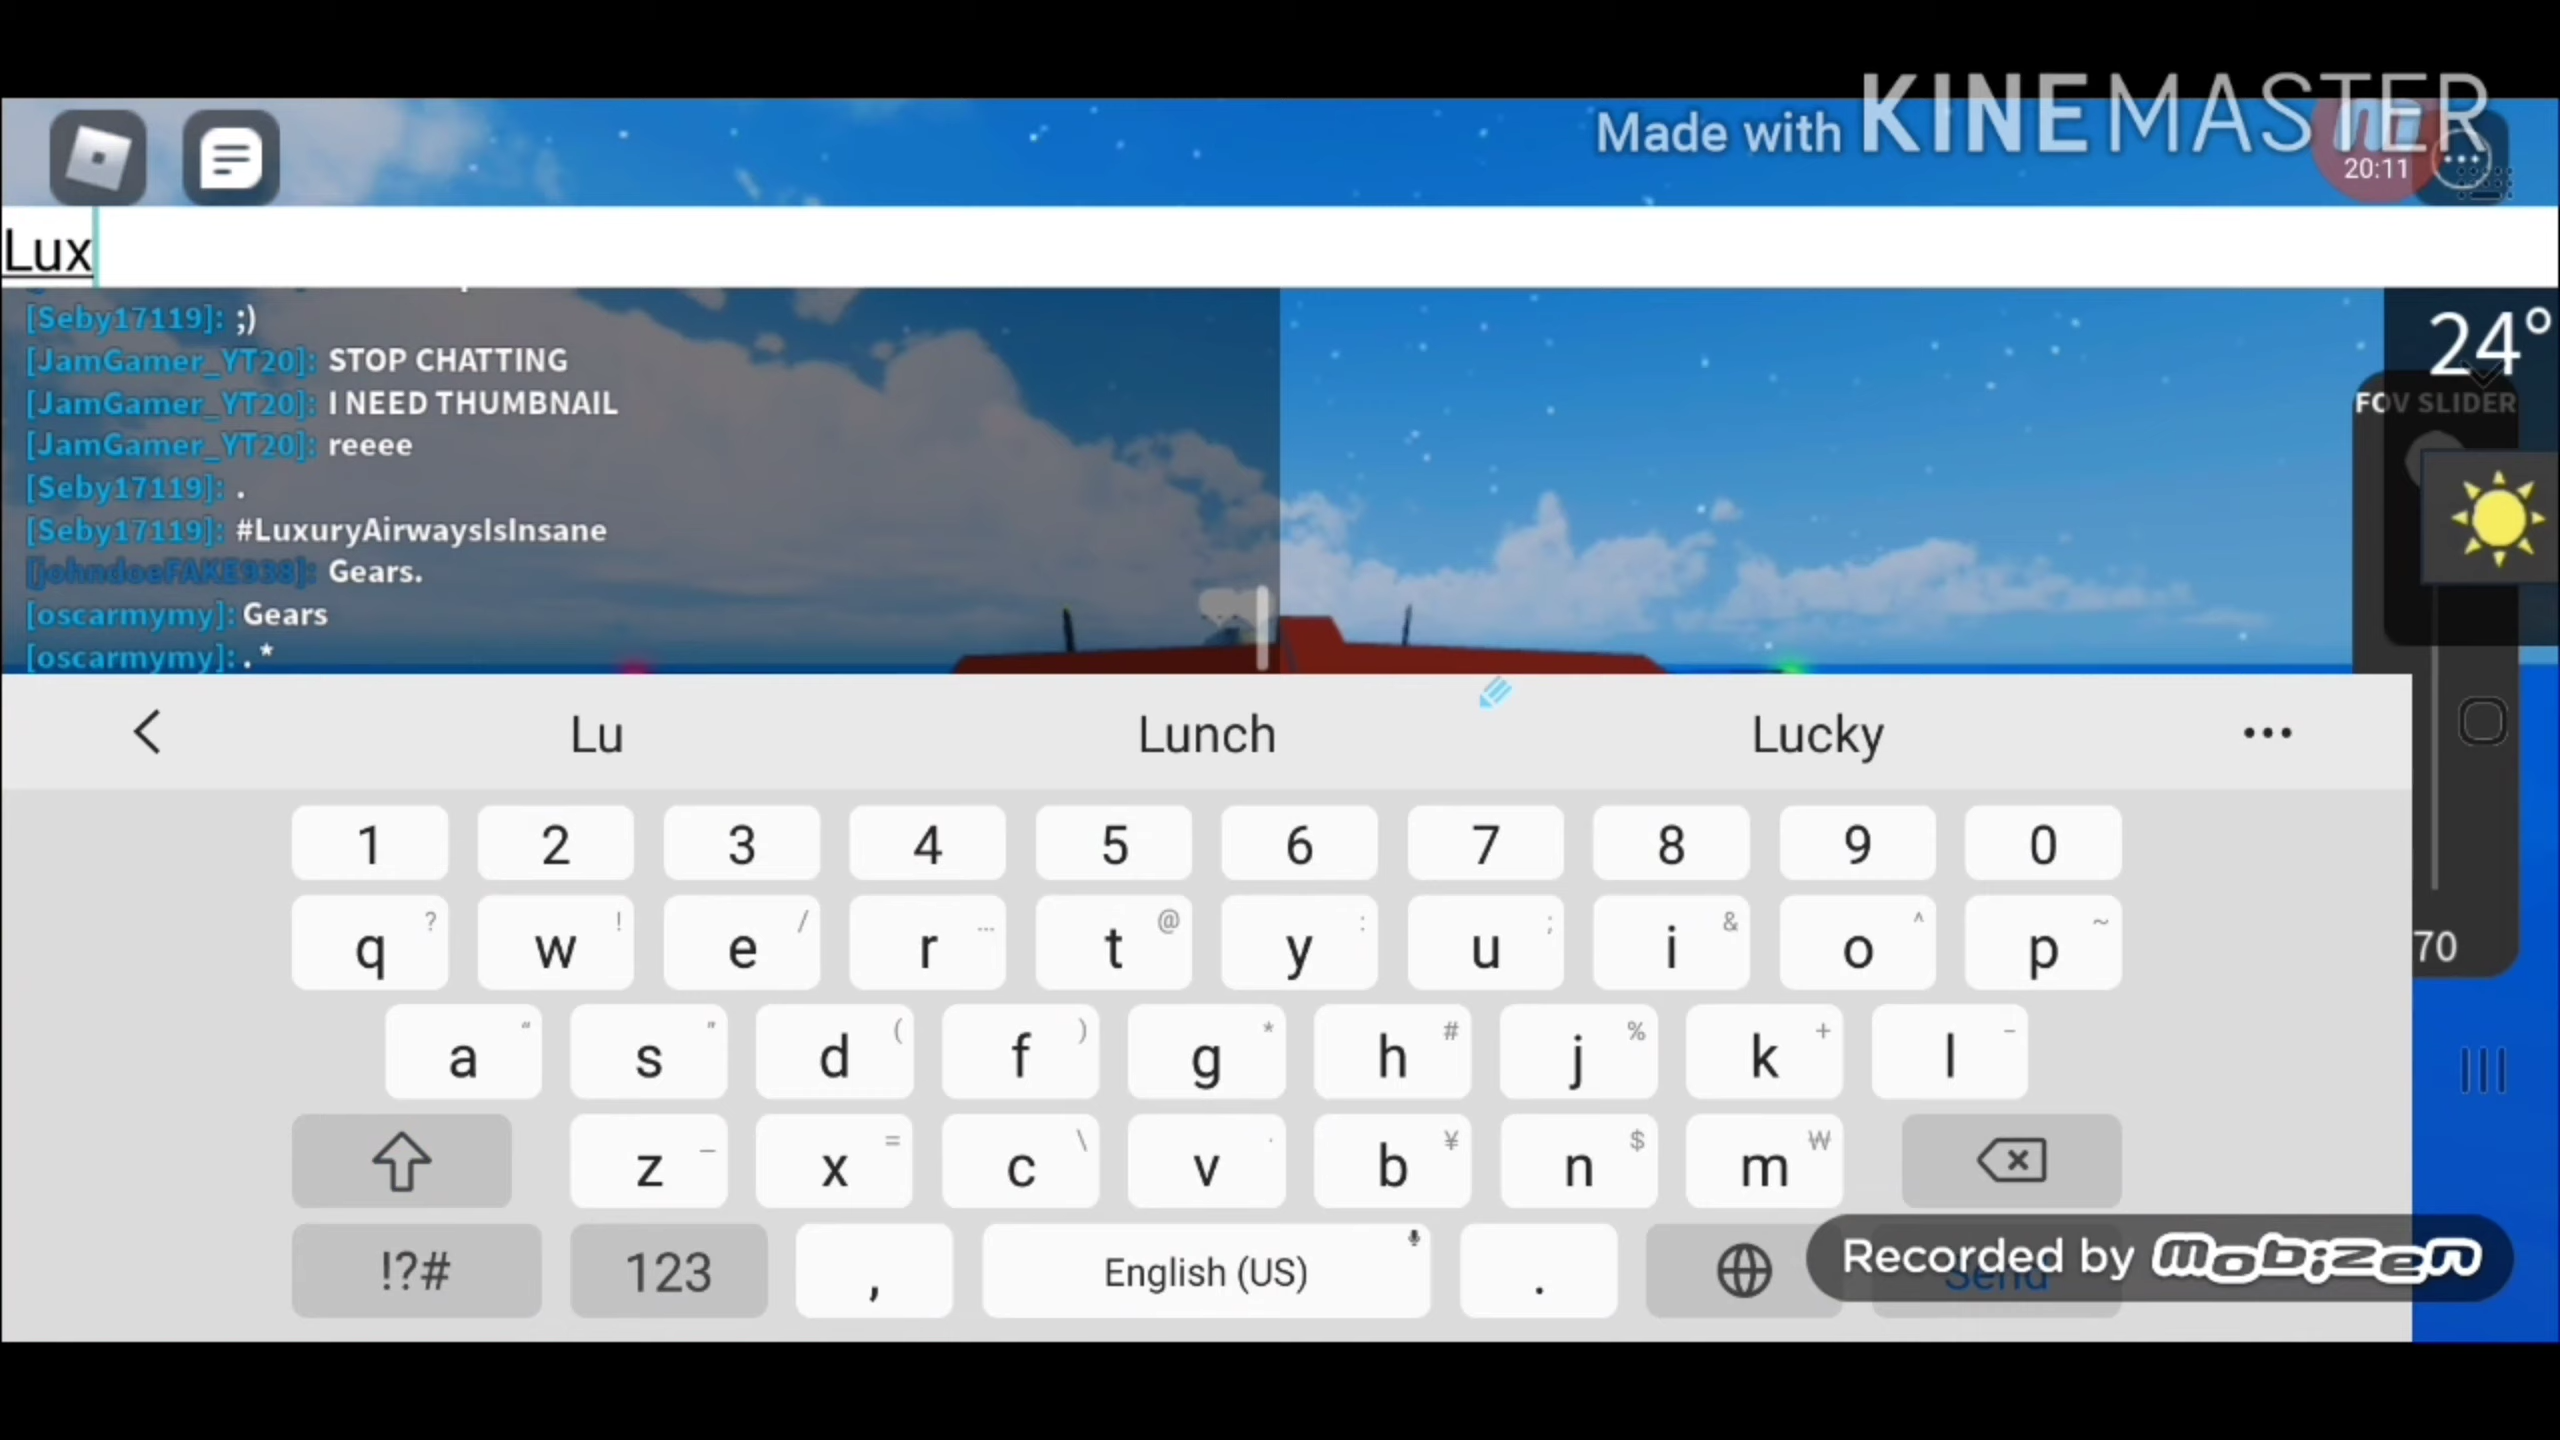 Made with KINEMASTER
20:11
Lux
[Seby17119]: ;)
[JamGamer_YT20]: STOP CHATTING
[JamGamer_YT20]: I NEED THUMBNAIL
[JamGamer_YT20]: reeee
[Seby17119]: .
[Seby17119]: #LuxuryAirwaysIsInsane
[johndoeFAKE938]: Gears.
[oscarmymy]: Gears
[oscarmymy]: . *
24°
FOV SLIDER
70
Lu Lunch Lucky •••
1 2 3 4 5 6 7 8 9 0
? ! / ... @ : ; & ^ ~
q w e r t y u i o p
“ " ( ) * # % + -
a s d f g h j k l
_ = \ · ¥ $ ₩
z x c v b n m
!?# 123 , English (US) . Send
Recorded by mobizen